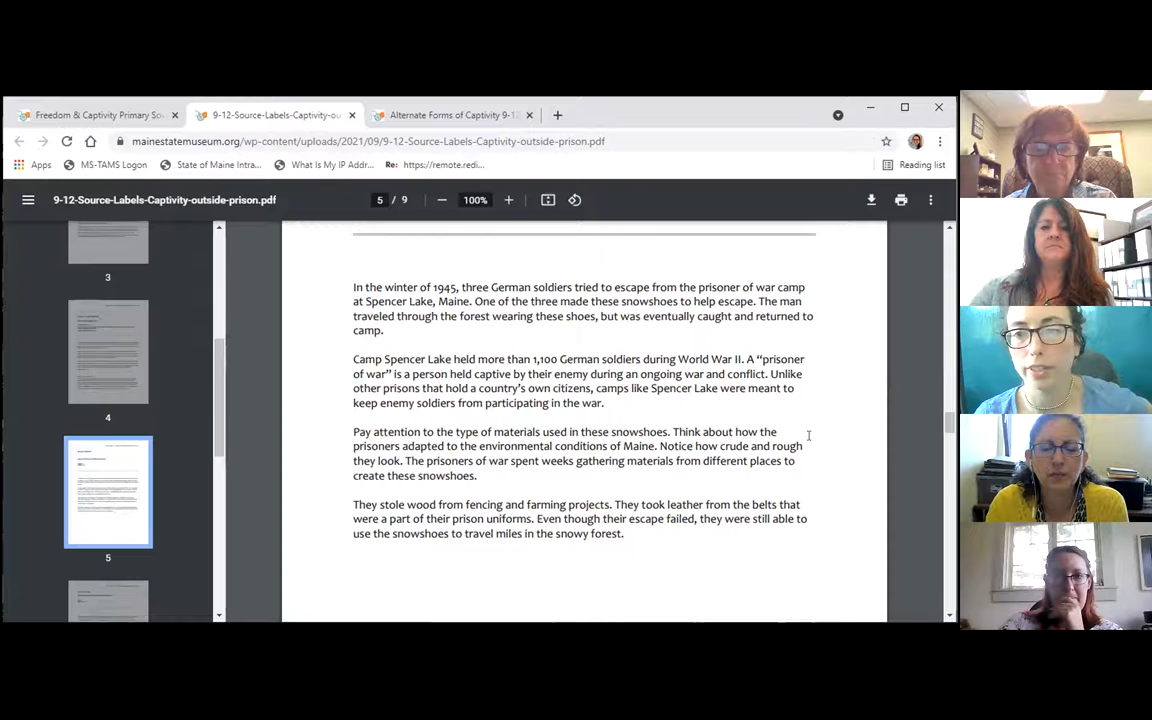 Freedom & Captivity Primary So
9-12-Source-Labels-Captivity-ou
Alternate Forms of Captivity 9-12
mainestatemuseum.org/wp-content/uploads/2021/09/9-12-Source-Labels-Captivity-outside-prison.pdf
Apps
MS-TAMS Logon
State of Maine Intra...
What Is My IP Addr...
Re: https://remote.redi...
Reading list
9-12-Source-Labels-Captivity-outside-prison.pdf
5 / 9
100%
3
4
5
In the winter of 1945, three German soldiers tried to escape from the prisoner of war camp
at Spencer Lake, Maine. One of the three made these snowshoes to help escape. The man
traveled through the forest wearing these shoes, but was eventually caught and returned to
camp.
Camp Spencer Lake held more than 1,100 German soldiers during World War II. A “prisoner
of war” is a person held captive by their enemy during an ongoing war and conflict. Unlike
other prisons that hold a country’s own citizens, camps like Spencer Lake were meant to
keep enemy soldiers from participating in the war.
Pay attention to the type of materials used in these snowshoes. Think about how the
prisoners adapted to the environmental conditions of Maine. Notice how crude and rough
they look. The prisoners of war spent weeks gathering materials from different places to
create these snowshoes.
They stole wood from fencing and farming projects. They took leather from the belts that
were a part of their prison uniforms. Even though their escape failed, they were still able to
use the snowshoes to travel miles in the snowy forest.